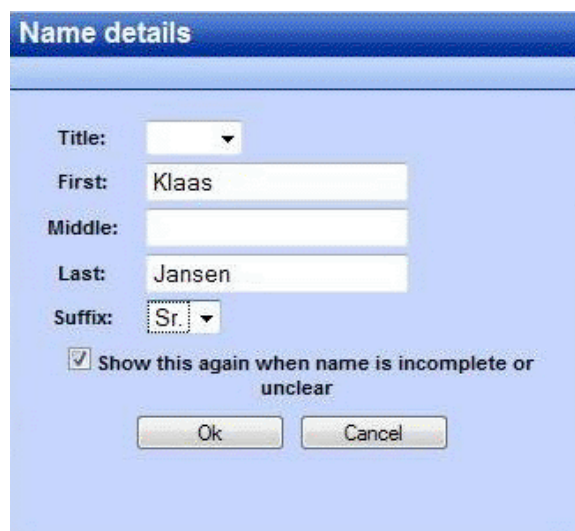 Name details
Title:
First: Klaas
Middle:
Last: Jansen
Suffix: Sr.
Show this again when name is incomplete or
unclear
Ok Cancel